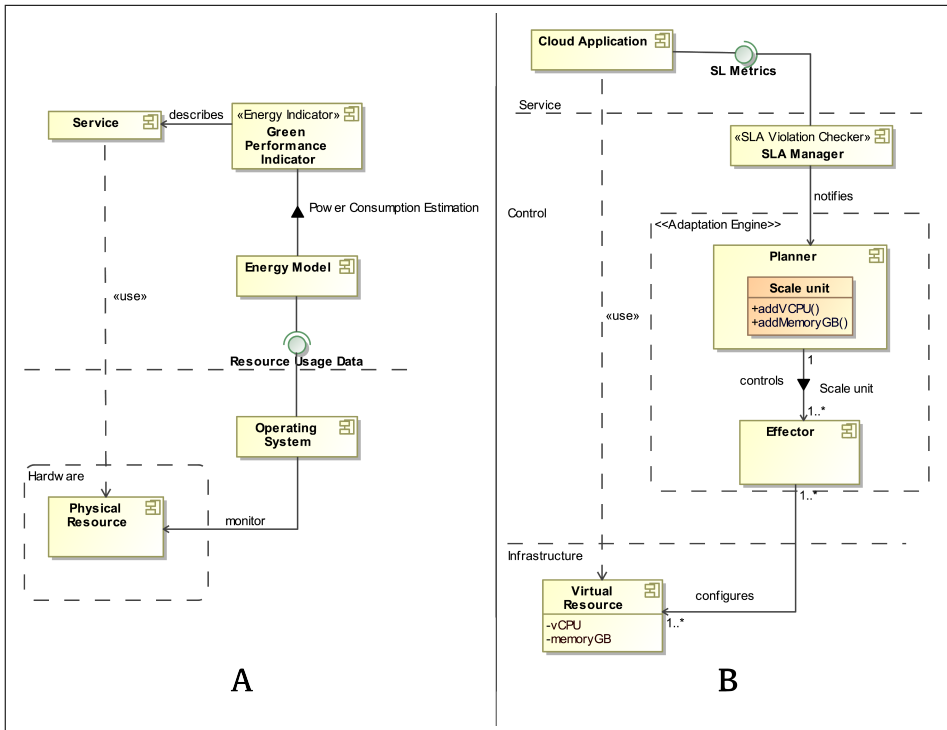 Service
describes
«Energy Indicator»
Green
Performance
Indicator
Power Consumption Estimation
Energy Model
«use»
Resource Usage Data
Operating
System
Hardware
Physical
Resource
monitor
A
Cloud Application
SL Metrics
Service
«SLA Violation Checker»
SLA Manager
notifies
Control
<<Adaptation Engine>>
Planner
Scale unit
+addVCPU()
+addMemoryGB()
«use»
1
controls
Scale unit
1..*
Effector
1..*
Infrastructure
Virtual
Resource
-vCPU
-memoryGB
configures
1..*
B